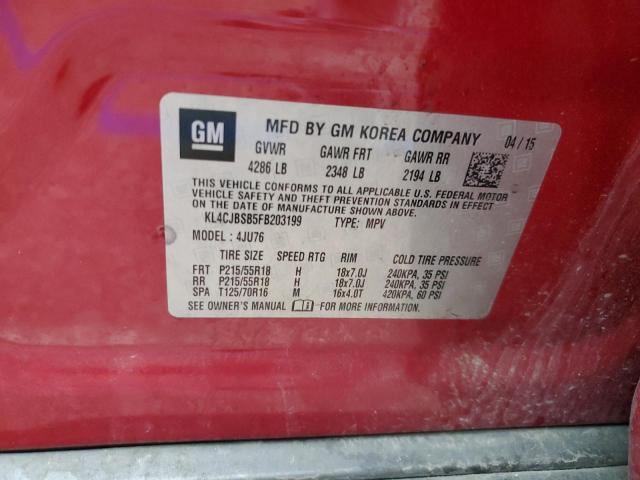 GM
MFD BY GM KOREA COMPANY 04 / 15
GVWR GAWR FRT GAWR RR
4286 LB 2348 LB 2194 LB
THIS VEHICLE CONFORMS TO ALL APPLICABLE U.S. FEDERAL MOTOR
VEHICLE SAFETY AND THEFT PREVENTION STANDARDS IN EFFECT
ON THE DATE OF MANUFACTURE SHOWN ABOVE.
KL4CJBSB5FB203199 TYPE: MPV
MODEL : 4JU76
TIRE SIZE SPEED RTG RIM COLD TIRE PRESSURE
FRT P215/55R18 H 18x7.0J 240KPA, 35 PSI
RR P215/55R18 H 18x7.0J 240KPA, 35 PSI
SPA T125/70R16 M 16x4.0T 420KPA, 60 PSI
SEE OWNER'S MANUAL FOR MORE INFORMATION.